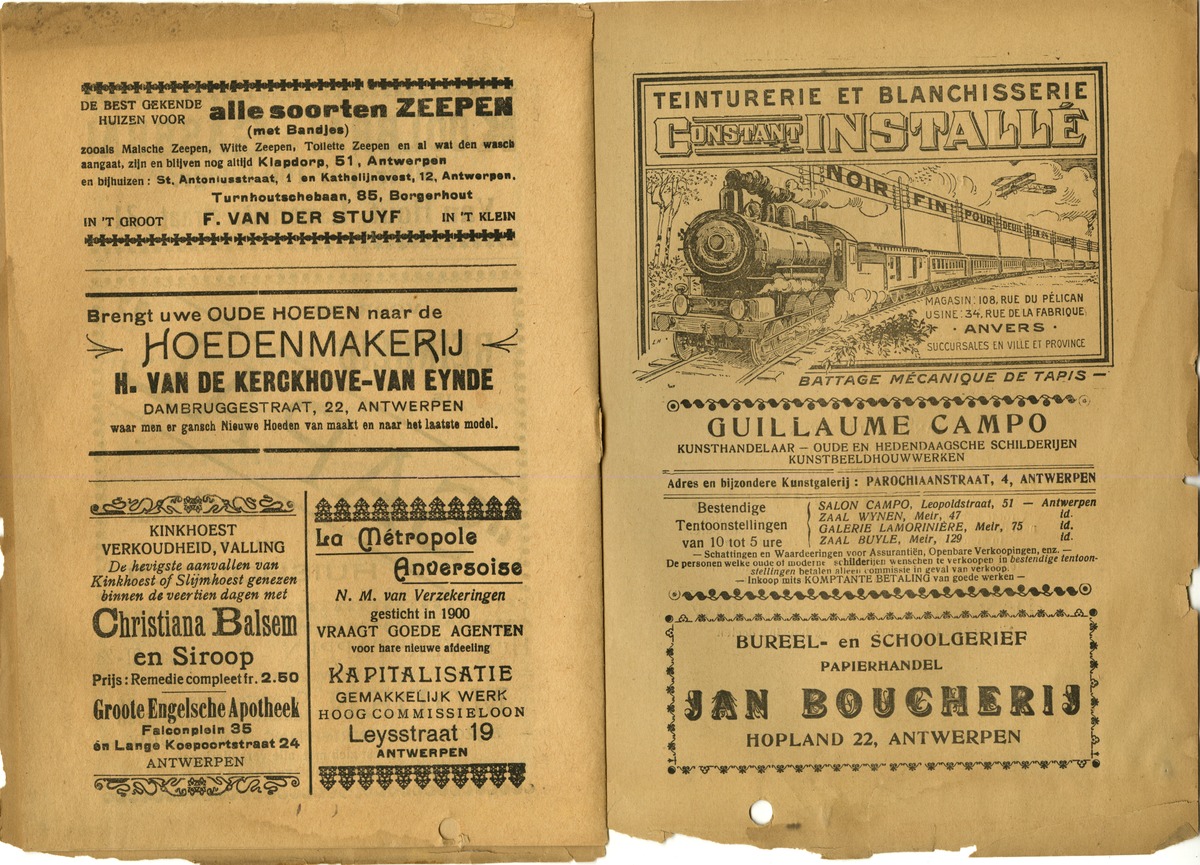 DE BEST GEKENDE
HUIZEN VOOR
alle soorten ZEEPEN
(met Bandjes)
zooals Malsche Zeepen, Witte Zeepen, Toilette Zeepen en al wat den wasch
aangaat, zijn en blijven nog altijd Klapdorp, 51, Antwerpen
en bijhuizen : St. Antoniusstraat, 1 en Kathelijnevest, 12, Antwerpen.
Turnhoutschebaan, 85, Borgerhout
IN 'T GROOT F. VAN DER STUYF IN 'T KLEIN
Brengt uwe OUDE HOEDEN naar de
HOEDENMAKERIJ
H. VAN DE KERCKHOVE-VAN EYNDE
DAMBRUGGESTRAAT, 22, ANTWERPEN
waar men er gansch Nieuwe Hoeden van maakt en naar het laatste model.
KINKHOEST
VERKOUDHEID, VALLING
De hevigste aanvallen van
Kinkhoest of Slijmhoest genezen
binnen de veertien dagen met
Christiana Balsem
en Siroop
Prijs : Remedie compleet fr. 2.50
Groote Engelsche Apotheek
Falconplein 35
én Lange Koepoortstraat 24
ANTWERPEN
La Métropole
Anversoise
N. M. van Verzekeringen
gesticht in 1900
VRAAGT GOEDE AGENTEN
voor hare nieuwe afdeeling
KAPITALISATIE
GEMAKKELIJK WERK
HOOG COMMISSIELOON
Leysstraat 19
ANTWERPEN
TEINTURERIE ET BLANCHISSERIE
CONSTANT INSTALLÉ
NOIR FIN POUR DEUIL EN
MAGASIN : 108, RUE DU PÉLICAN
USINE : 34, RUE DE LA FABRIQUE
· ANVERS ·
SUCCURSALES EN VILLE ET PROVINCE
BATTAGE MÉCANIQUE DE TAPIS —
GUILLAUME CAMPO
KUNSTHANDELAAR — OUDE EN HEDENDAAGSCHE SCHILDERIJEN
KUNSTBEELDHOUWWERKEN
Adres en bijzondere Kunstgalerij : PAROCHIAANSTRAAT, 4, ANTWERPEN
Bestendige
Tentoonstellingen
van 10 tot 5 ure
SALON CAMPO, Leopoldstraat, 51 — Antwerpen
ZAAL WYNEN, Meir, 47 id.
GALERIE LAMORINIÈRE, Meir, 75 id.
ZAAL BUYLE, Meir, 129 id.
— Schattingen en Waardeeringen voor Assurantiën, Openbare Verkoopingen, enz. —
De personen welke oude of moderne schilderijen wenschen te verkoopen in bestendige tentoon-
stellingen betalen alleen commissie in geval van verkoop.
— Inkoop mits KOMPTANTE BETALING van goede werken —
BUREEL- en SCHOOLGERIEF
PAPIERHANDEL
JAN BOUCHERIJ
HOPLAND 22, ANTWERPEN